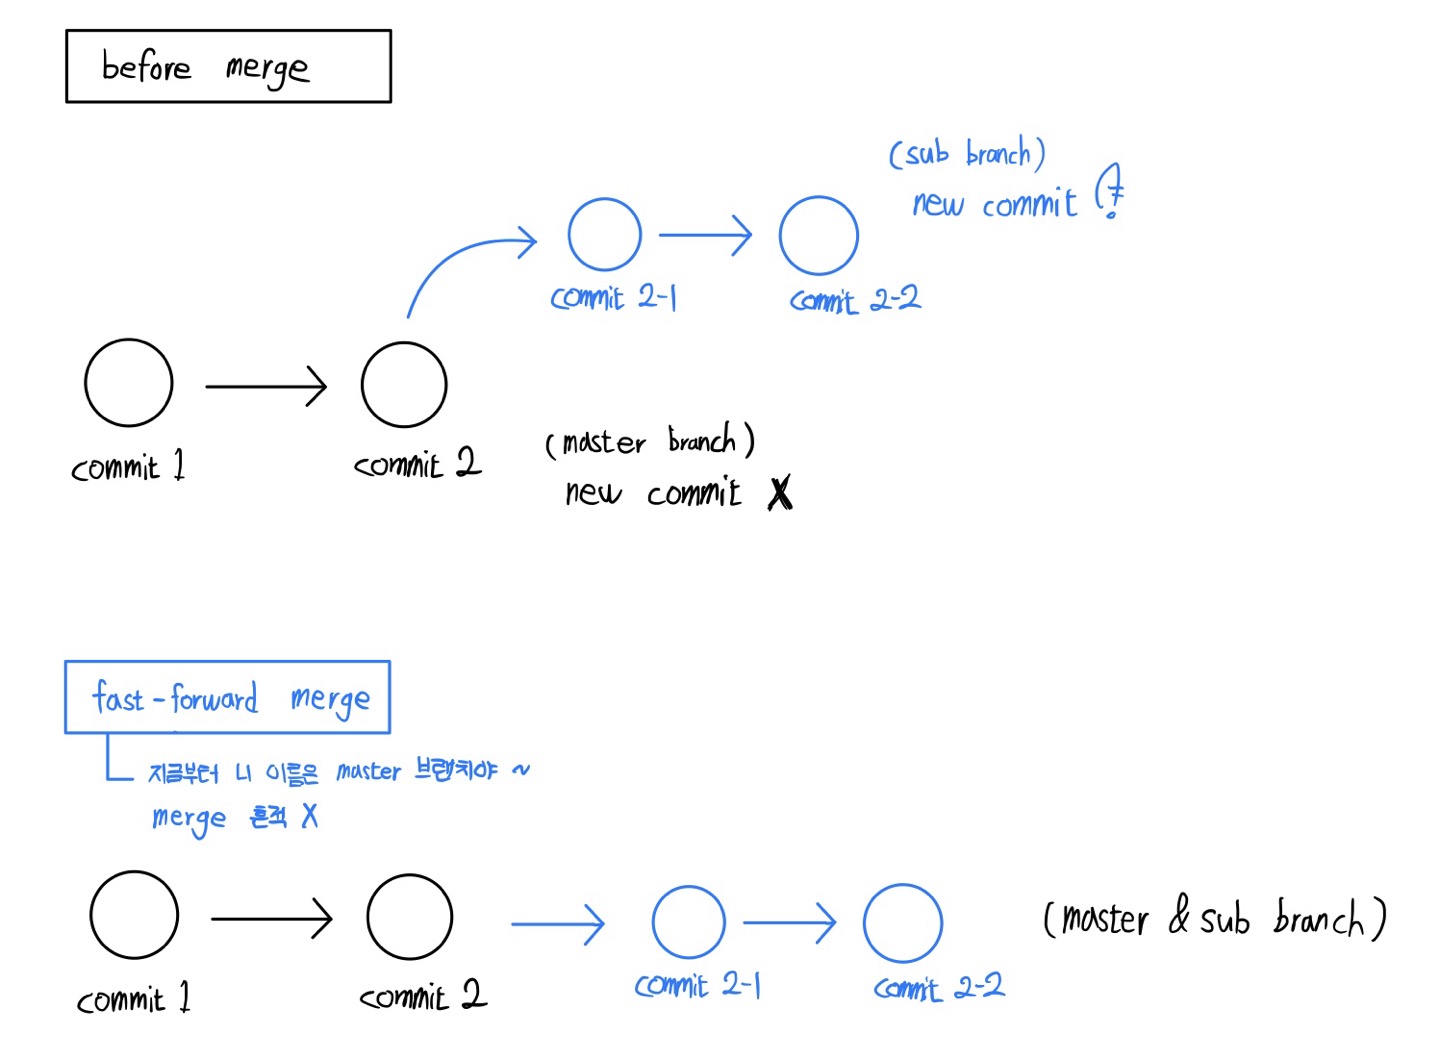 before merge
(sub branch)
new commit
commit 2-1
commit 2-2
commit 1
commit 2
(master branch)
new commit X
fast-forward merge
지금부터 니 이름은 master 브랜치야 ~
merge 흔적 X
(master & sub branch)
commit 1
commit 2
commit 2-1
commit 2-2